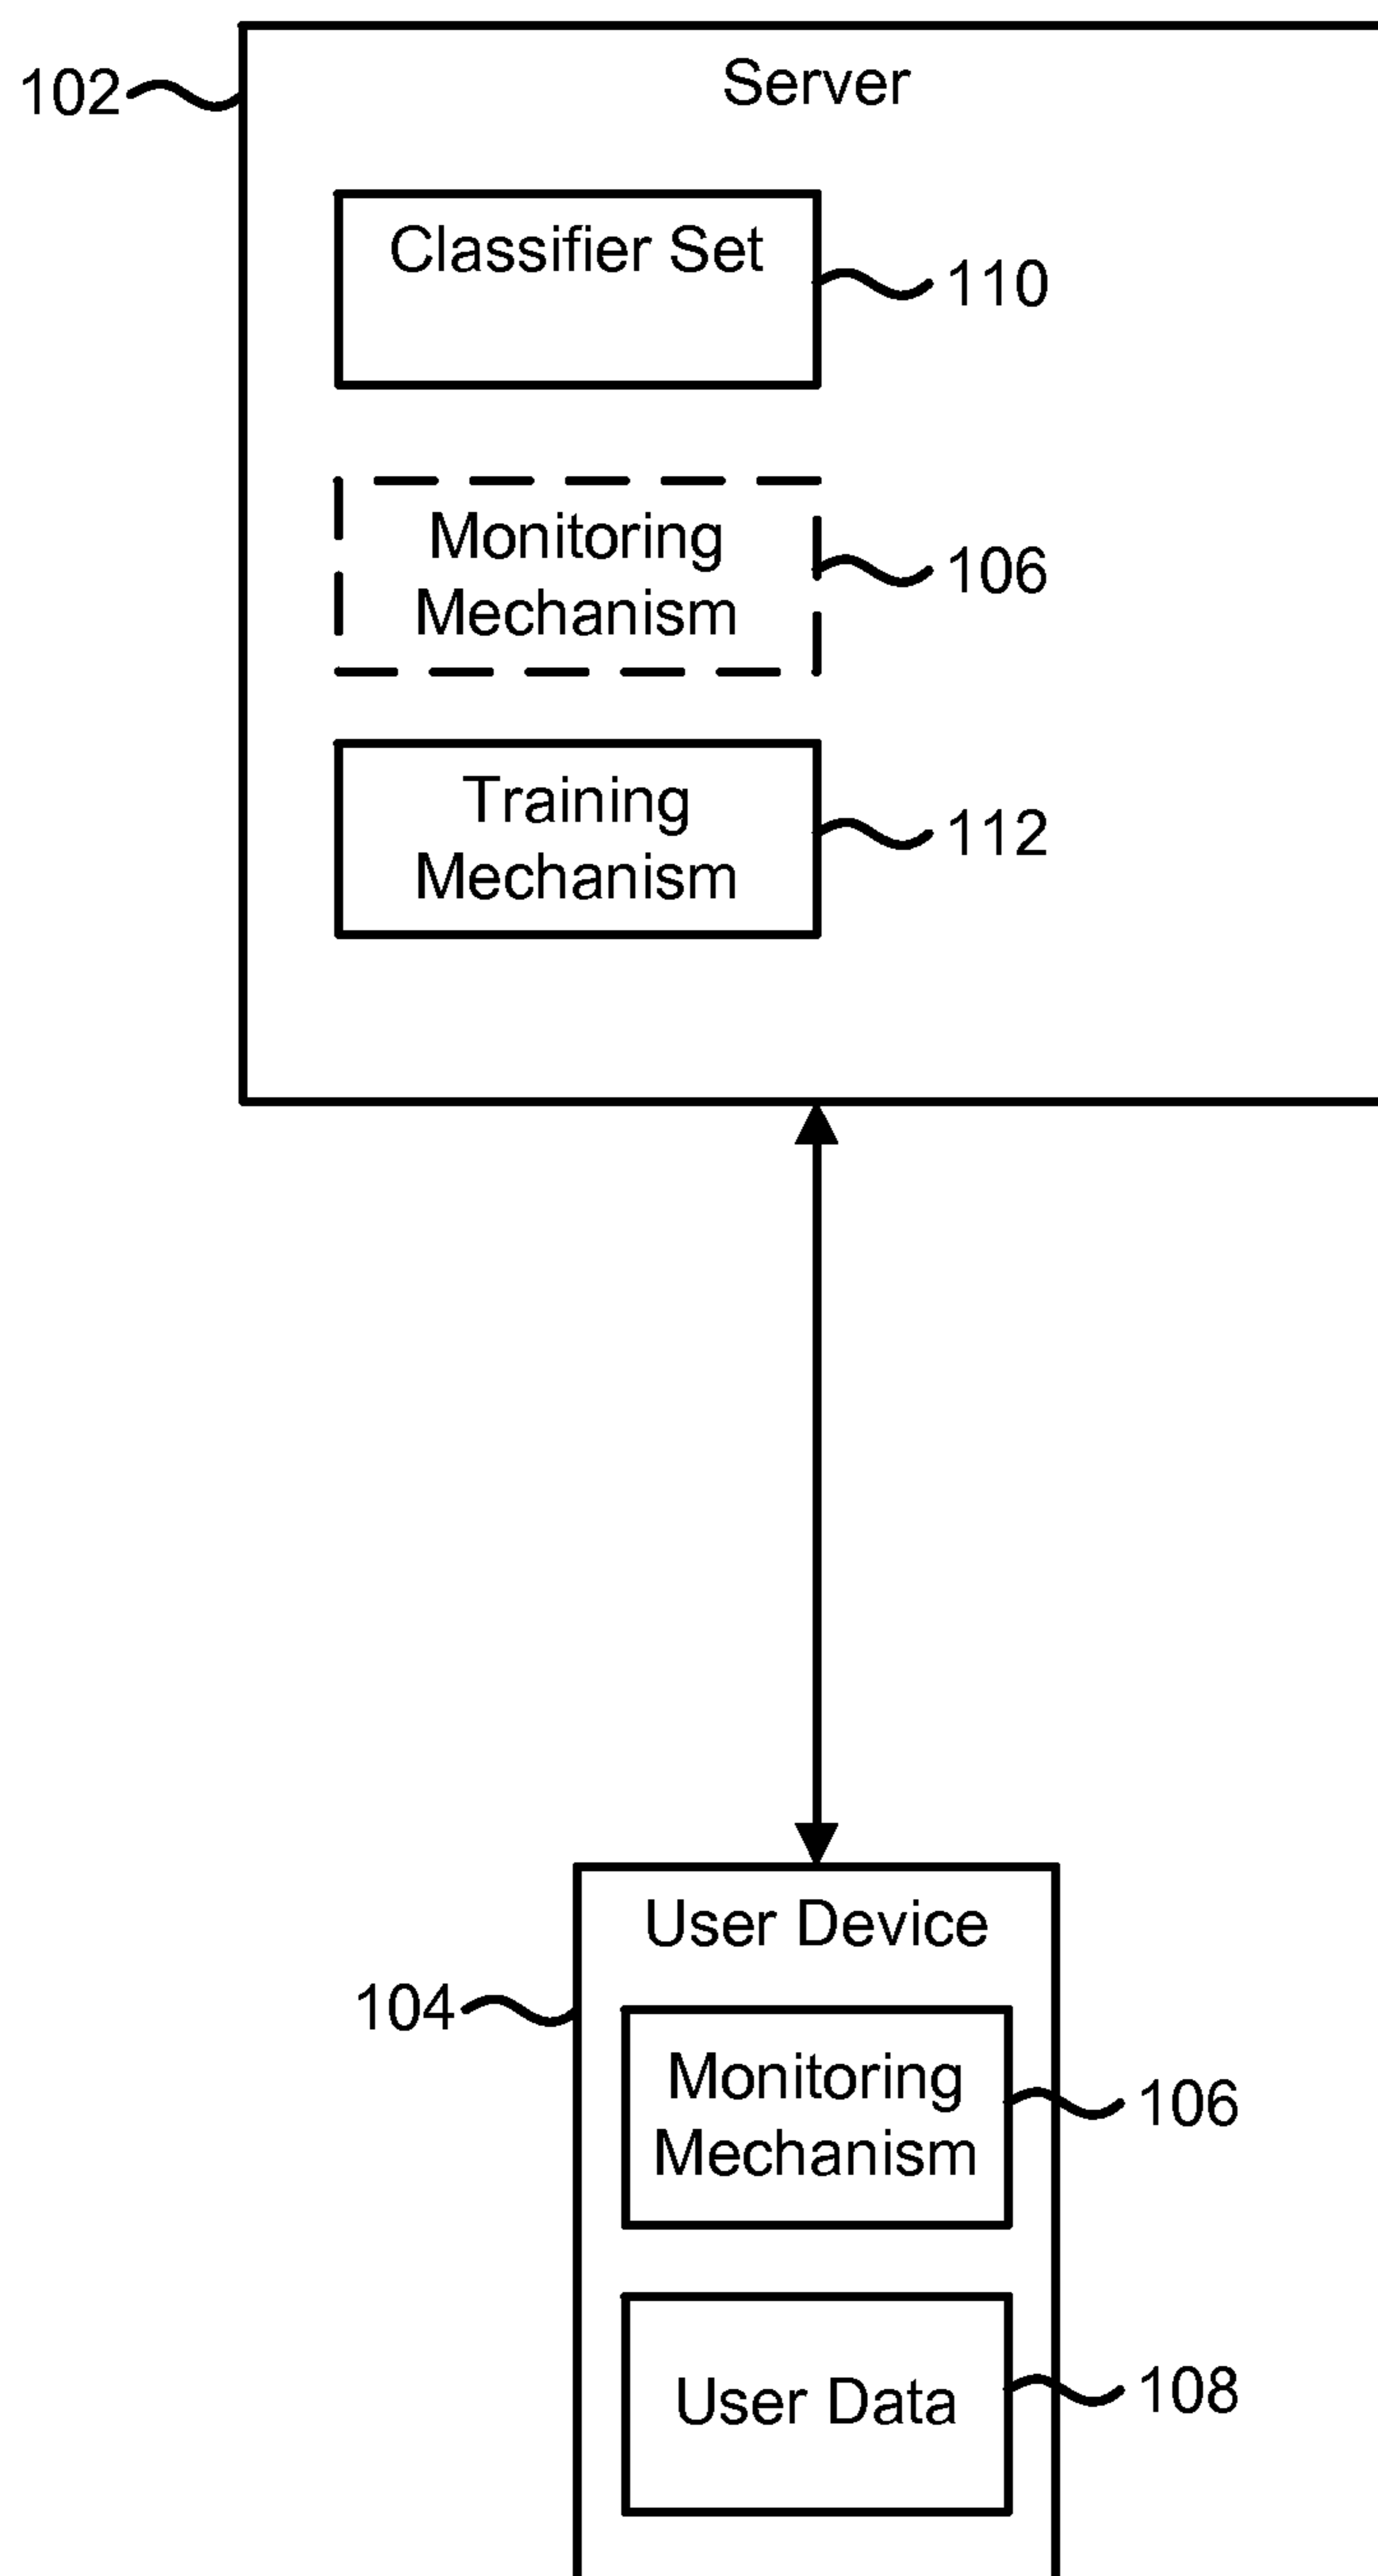 Server
102
Classifier Set
110
Monitoring
Mechanism
106
Training
Mechanism
112
User Device
104
Monitoring
Mechanism
106
User Data
108